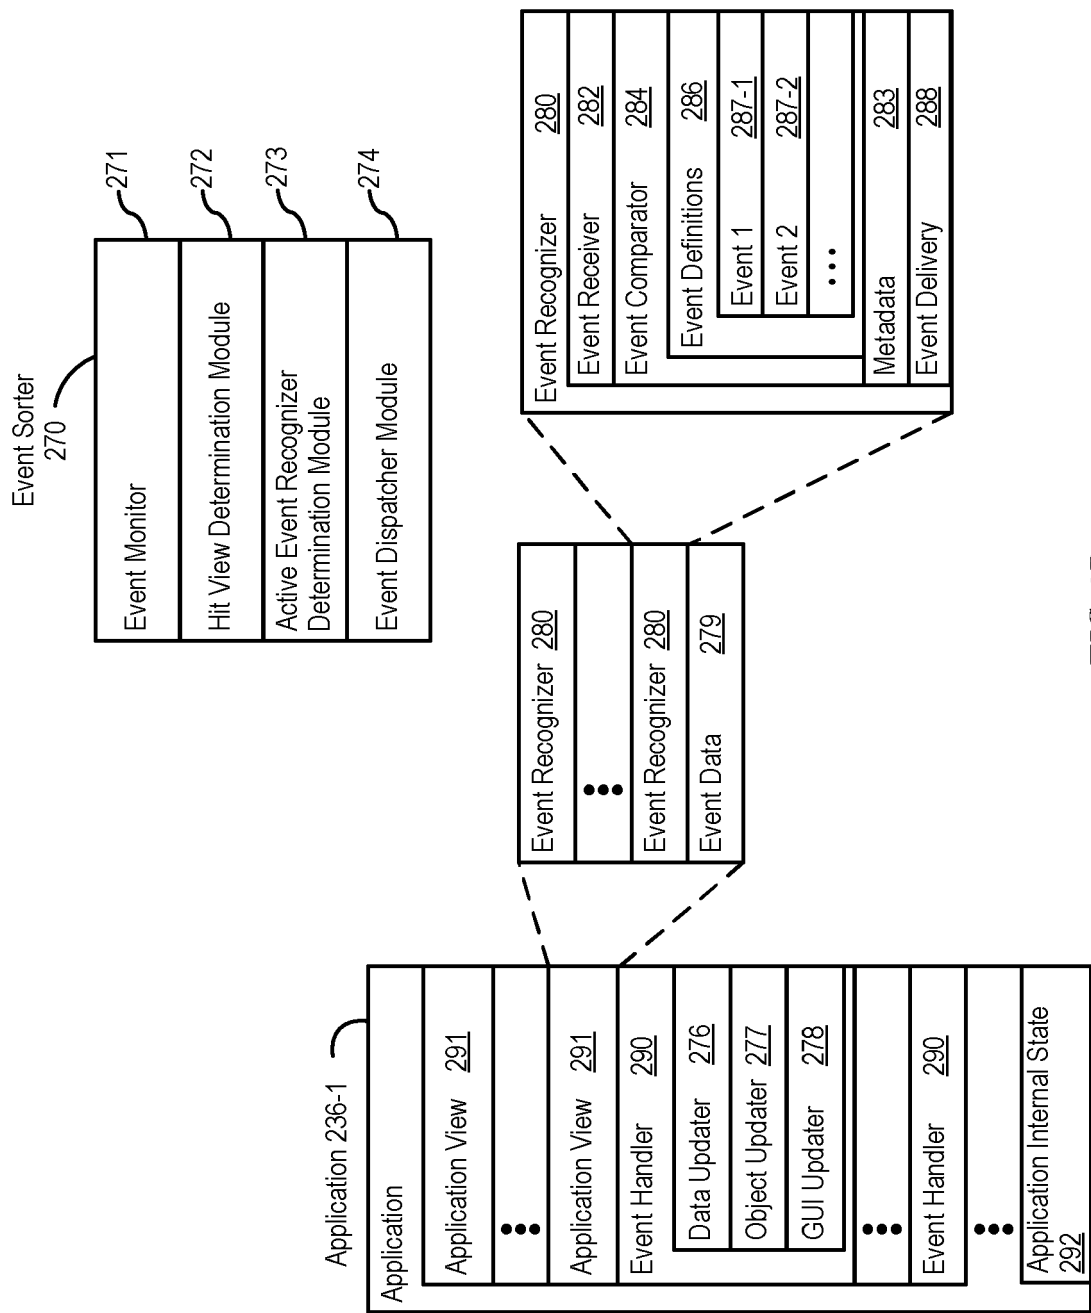 Event Sorter
270
Event Monitor
271
Hit View Determination Module
272
Active Event Recognizer
Determination Module
273
Event Dispatcher Module
274
Application 236-1
Application
Application View 291
•••
Application View 291
Event Handler 290
Data Updater 276
Object Updater 277
GUI Updater 278
•••
Event Handler 290
•••
Application Internal State
292
Event Recognizer 280
•••
Event Recognizer 280
Event Data 279
Event Recognizer 280
Event Receiver 282
Event Comparator 284
Event Definitions 286
Event 1 287-1
Event 2 287-2
•••
Metadata 283
Event Delivery 288